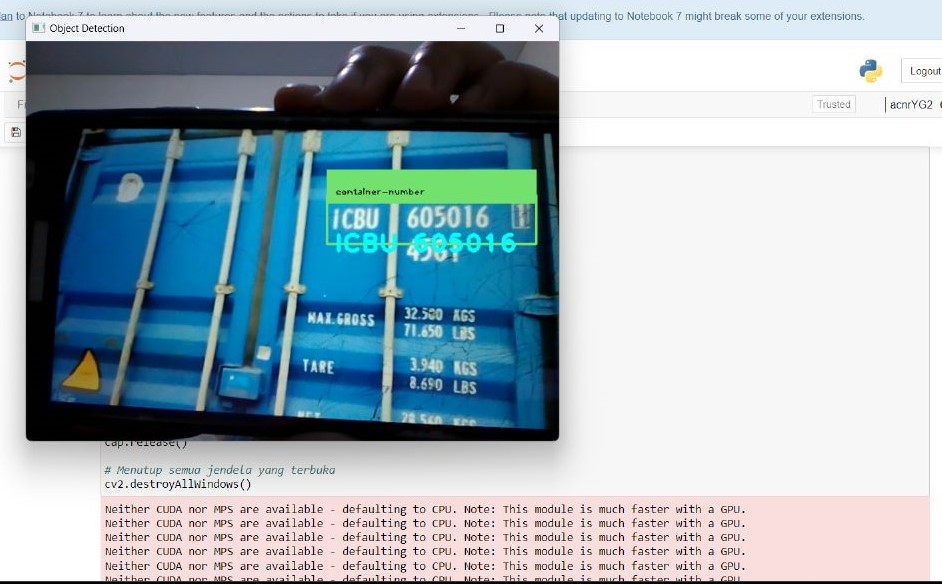 lan to Notebook 7 to learn about the new features and the actions to take if you are using extensions - Please note that updating to Notebook 7 might break some of your extensions.
Object Detection
Logout
Trusted
acnrYG2
container-number
ICBU 605016
ICBU 605016
45G1
MAX.GROSS 32.500 KGS
71.650 LBS
TARE 3.940 KGS
8.690 LBS
NET 28.560 KGS
cap.release()
# Menutup semua jendela yang terbuka
cv2.destroyAllWindows()
Neither CUDA nor MPS are available - defaulting to CPU. Note: This module is much faster with a GPU.
Neither CUDA nor MPS are available - defaulting to CPU. Note: This module is much faster with a GPU.
Neither CUDA nor MPS are available - defaulting to CPU. Note: This module is much faster with a GPU.
Neither CUDA nor MPS are available - defaulting to CPU. Note: This module is much faster with a GPU.
Neither CUDA nor MPS are available - defaulting to CPU. Note: This module is much faster with a GPU.
Neither CUDA nor MPS are available - defaulting to CPU. Note: This module is much faster with a GPU.